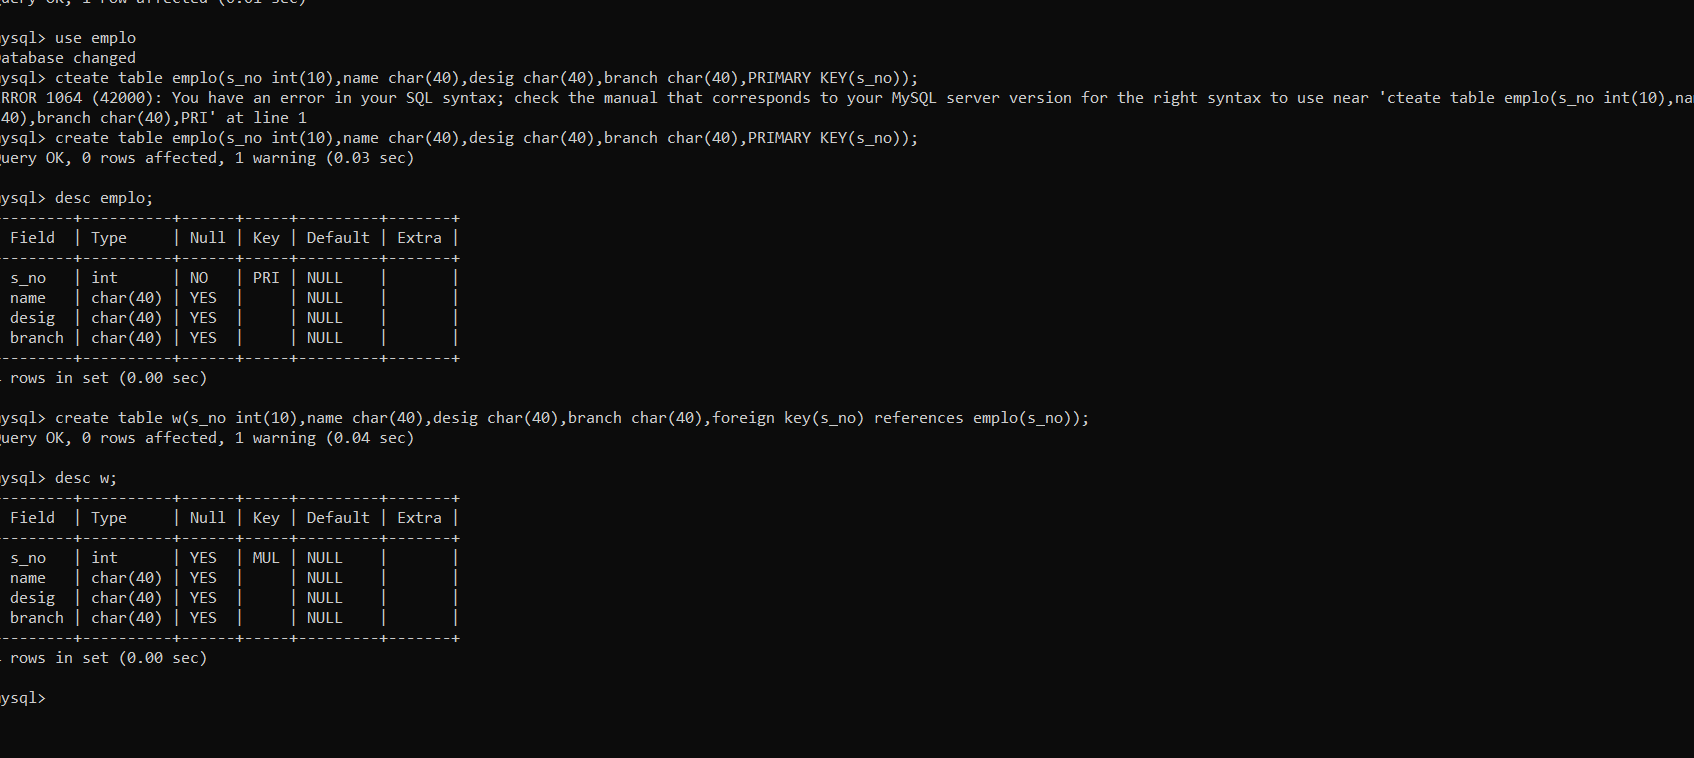 uery OK, 1 row affected (0.01 sec)
ysql> use emplo
atabase changed
ysql> cteate table emplo(s_no int(10),name char(40),desig char(40),branch char(40),PRIMARY KEY(s_no));
RROR 1064 (42000): You have an error in your SQL syntax; check the manual that corresponds to your MySQL server version for the right syntax to use near 'cteate table emplo(s_no int(10),na
40),branch char(40),PRI' at line 1
ysql> create table emplo(s_no int(10),name char(40),desig char(40),branch char(40),PRIMARY KEY(s_no));
uery OK, 0 rows affected, 1 warning (0.03 sec)
ysql> desc emplo;
--------+----------+------+-----+---------+-------+
Field | Type | Null | Key | Default | Extra |
--------+----------+------+-----+---------+-------+
s_no | int | NO | PRI | NULL | |
name | char(40) | YES | | NULL | |
desig | char(40) | YES | | NULL | |
branch | char(40) | YES | | NULL | |
--------+----------+------+-----+---------+-------+
rows in set (0.00 sec)
ysql> create table w(s_no int(10),name char(40),desig char(40),branch char(40),foreign key(s_no) references emplo(s_no));
uery OK, 0 rows affected, 1 warning (0.04 sec)
ysql> desc w;
--------+----------+------+-----+---------+-------+
Field | Type | Null | Key | Default | Extra |
--------+----------+------+-----+---------+-------+
s_no | int | YES | MUL | NULL | |
name | char(40) | YES | | NULL | |
desig | char(40) | YES | | NULL | |
branch | char(40) | YES | | NULL | |
--------+----------+------+-----+---------+-------+
rows in set (0.00 sec)
ysql>